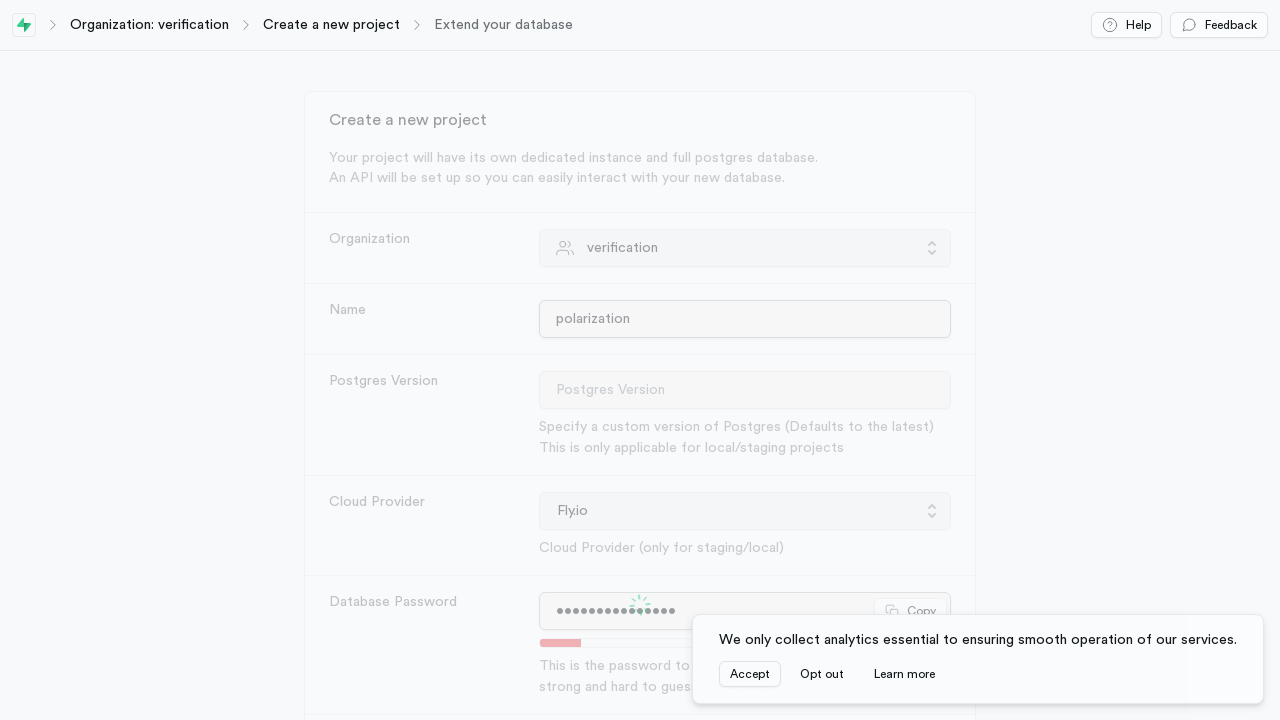 Organization: verification
Create a new project
Extend your database
Help
Feedback
Create a new project
Your project will have its own dedicated instance and full postgres database.
An API will be set up so you can easily interact with your new database.
Organization
verification
Name
polarization
Postgres Version
Postgres Version
Specify a custom version of Postgres (Defaults to the latest)
This is only applicable for local/staging projects
Cloud Provider
Fly.io
Cloud Provider (only for staging/local)
Database Password
Copy
This is the password to
strong and hard to gues
We only collect analytics essential to ensuring smooth operation of our services.
Accept
Opt out
Learn more